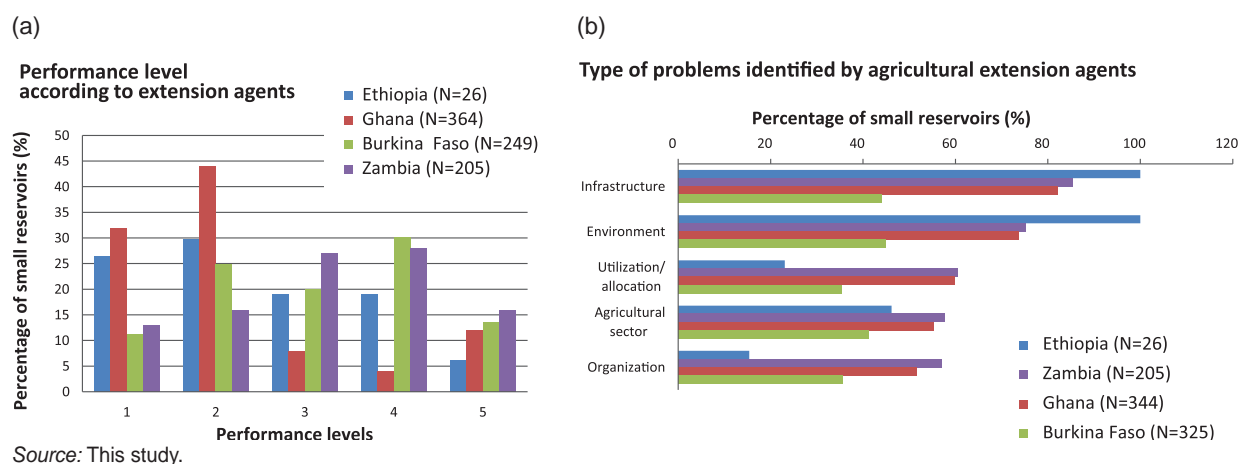 (a)
Performance level
according to extension agents
Ethiopia (N=26)
Ghana (N=364)
Burkina Faso (N=249)
Zambia (N=205)
Percentage of small reservoirs (%)
50
45
40
35
30
25
20
15
10
5
0
1 2 3 4 5
Performance levels
Source: This study.
(b)
Type of problems identified by agricultural extension agents
Percentage of small reservoirs (%)
0 20 40 60 80 100 120
Infrastructure
Environment
Utilization/
allocation
Agricultural
sector
Organization
Ethiopia (N=26)
Zambia (N=205)
Ghana (N=344)
Burkina Faso (N=325)